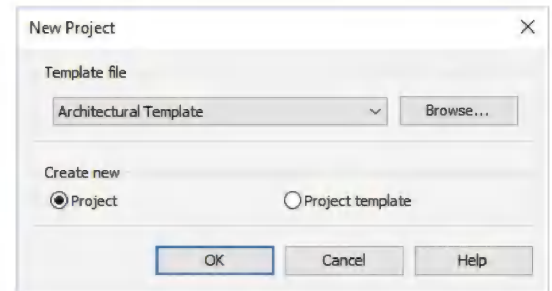 New Project
Template file
Architectural Template Browse...
Create new
Project Project template
OK Cancel Help